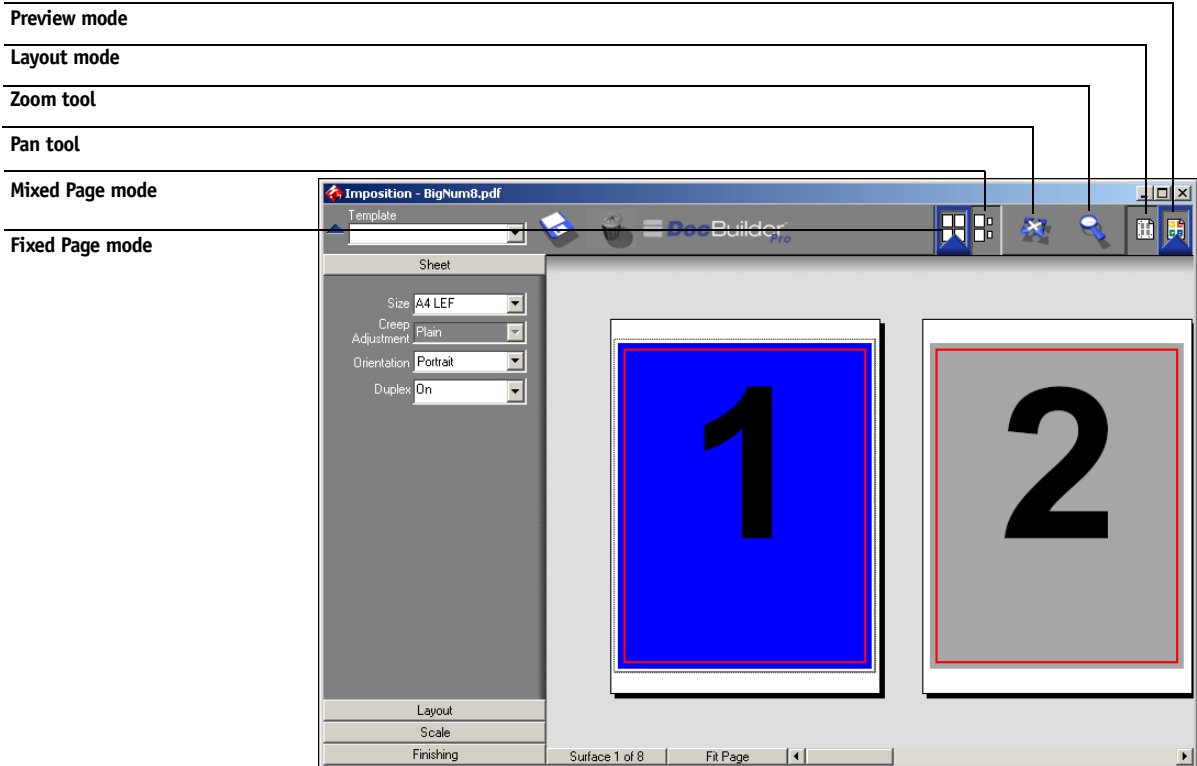 Preview mode
Layout mode
Zoom tool
Pan tool
Mixed Page mode
Fixed Page mode
Imposition - BigNum8.pdf
Template
DocBuilder Pro
Sheet
Size A4 LEF
Creep
Adjustment Plain
Orientation Portrait
Duplex On
1
2
Layout
Scale
Finishing
Surface 1 of 8
Fit Page